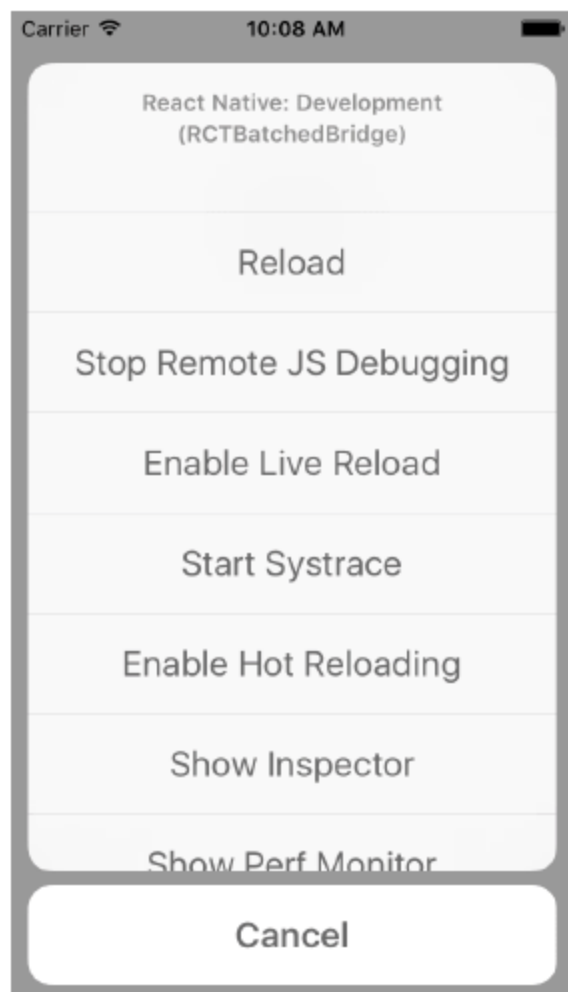 Carrier
10:08 AM
React Native: Development
(RCTBatchedBridge)
Reload
Stop Remote JS Debugging
Enable Live Reload
Start Systrace
Enable Hot Reloading
Show Inspector
Show Perf Monitor
Cancel